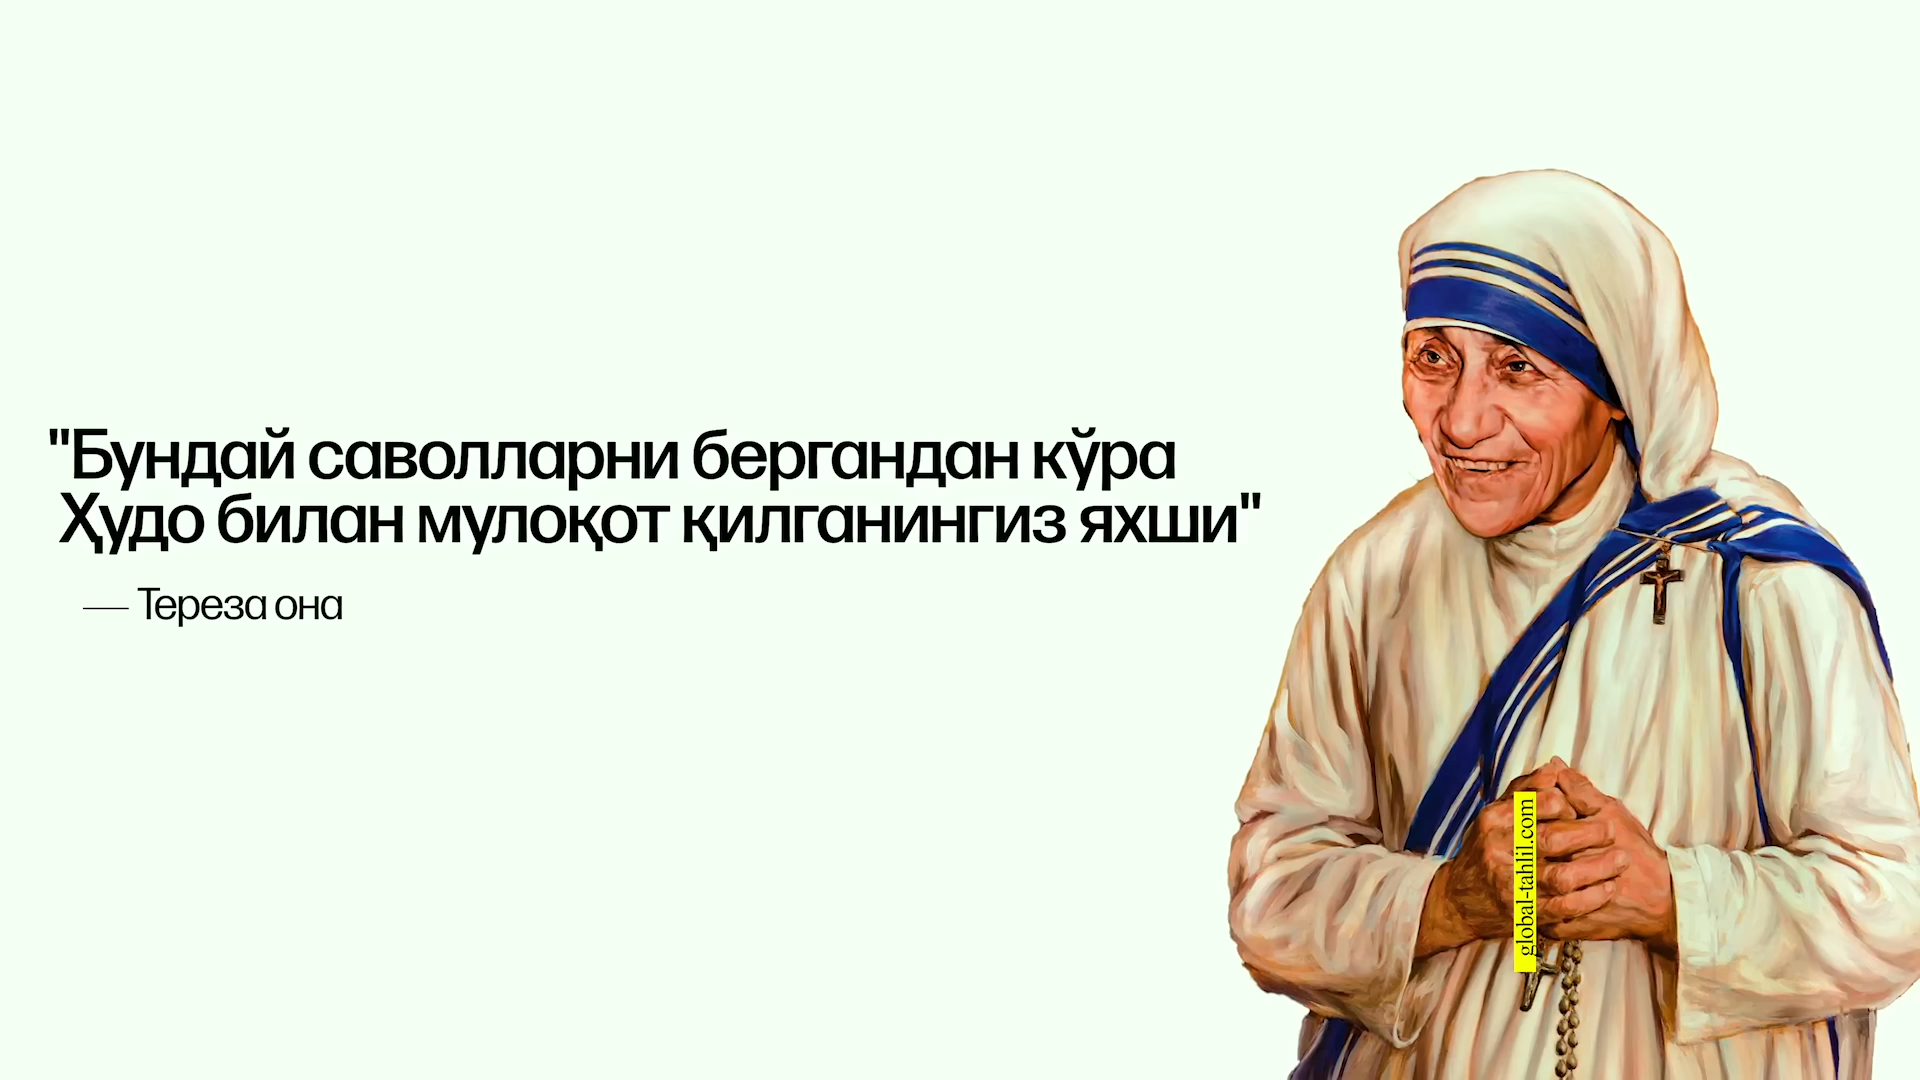 "Бундай саволларни бергандан кўра
Ҳудо билан мулоқот қилганингиз яхши"
— Тереза она
global-tahlil.com